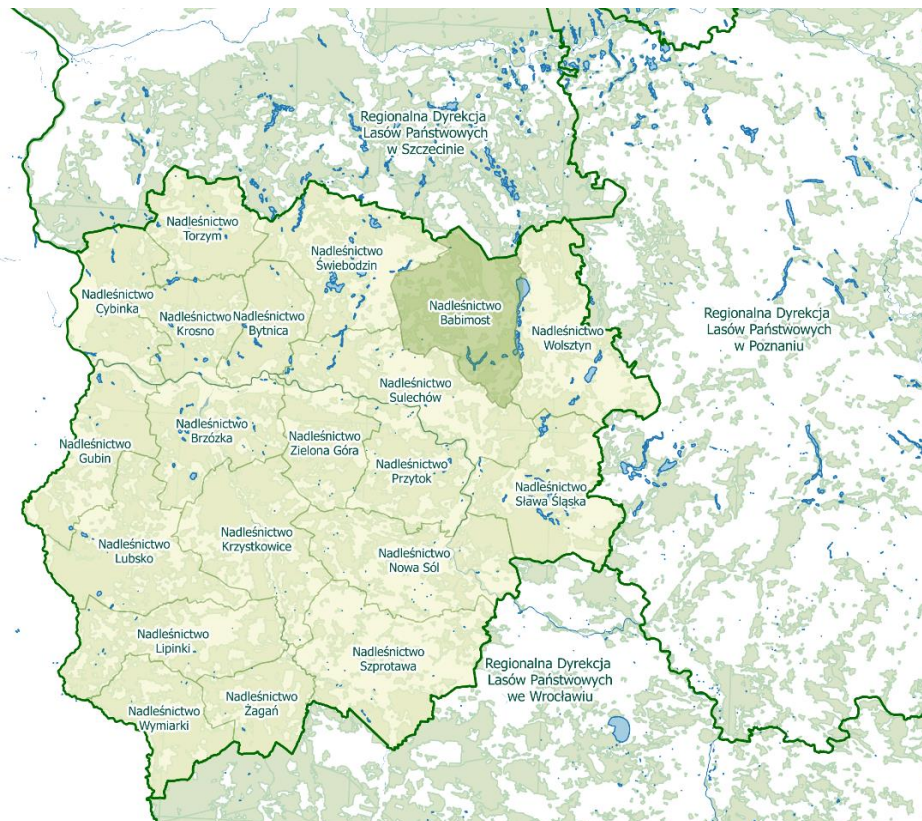 Regionalna Dyrekcja
Lasów Państwowych
w Szczecinie
Nadleśnictwo
Torzym
Nadleśnictwo
Świebodzin
Nadleśnictwo
Cybinka
Nadleśnictwo
Krosno
Nadleśnictwo
Bytnica
Nadleśnictwo
Babimost
Nadleśnictwo
Wolsztyn
Regionalna Dyrekcja
Lasów Państwowych
w Poznaniu
Nadleśnictwo
Sulechów
Nadleśnictwo
Gubin
Nadleśnictwo
Brzózka
Nadleśnictwo
Zielona Góra
Nadleśnictwo
Przytok
Nadleśnictwo
Sława Śląska
Nadleśnictwo
Lubsko
Nadleśnictwo
Krzystkowice
Nadleśnictwo
Nowa Sól
Nadleśnictwo
Lipinki
Nadleśnictwo
Szprotawa
Regionalna Dyrekcja
Lasów Państwowych
we Wrocławiu
Nadleśnictwo
Wymiarki
Nadleśnictwo
Żagań